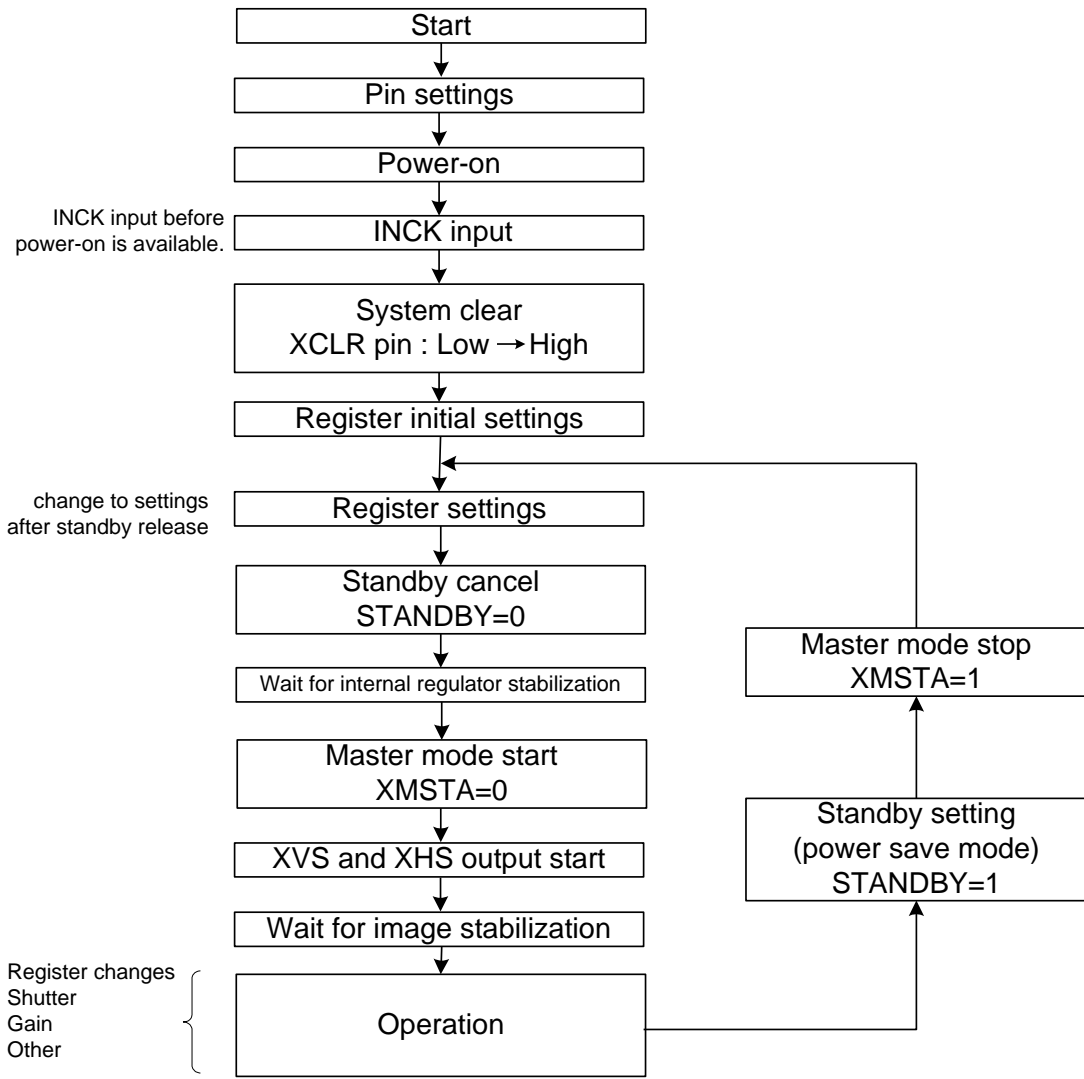 Start
Pin settings
Power-on
INCK input before
power-on is available.
INCK input
System clear
XCLR pin : Low → High
Register initial settings
change to settings
after standby release
Register settings
Standby cancel
STANDBY=0
Wait for internal regulator stabilization
Master mode start
XMSTA=0
XVS and XHS output start
Wait for image stabilization
Register changes
Shutter
Gain
Other
Operation
Standby setting
(power save mode)
STANDBY=1
Master mode stop
XMSTA=1